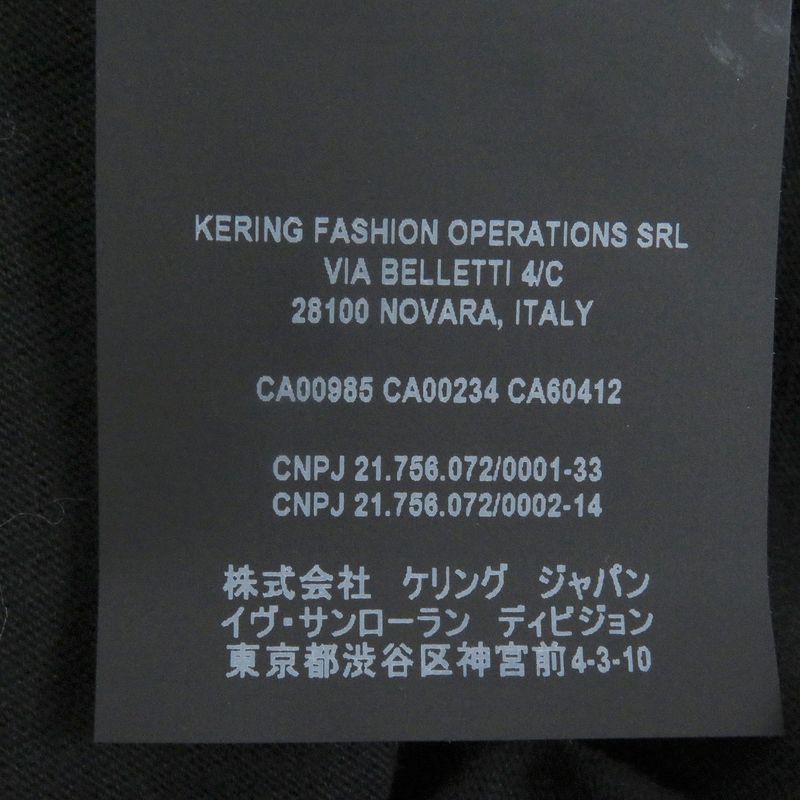 KERING FASHION OPERATIONS SRL
VIA BELLETTI 4/C
28100 NOVARA, ITALY
CA00985 CA00234 CA60412
CNPJ 21.756.072/0001-33
CNPJ 21.756.072/0002-14
株式会社 ケリング ジャパン
イヴ・サンローラン ディビジョン
東京都渋谷区神宮前4-3-10